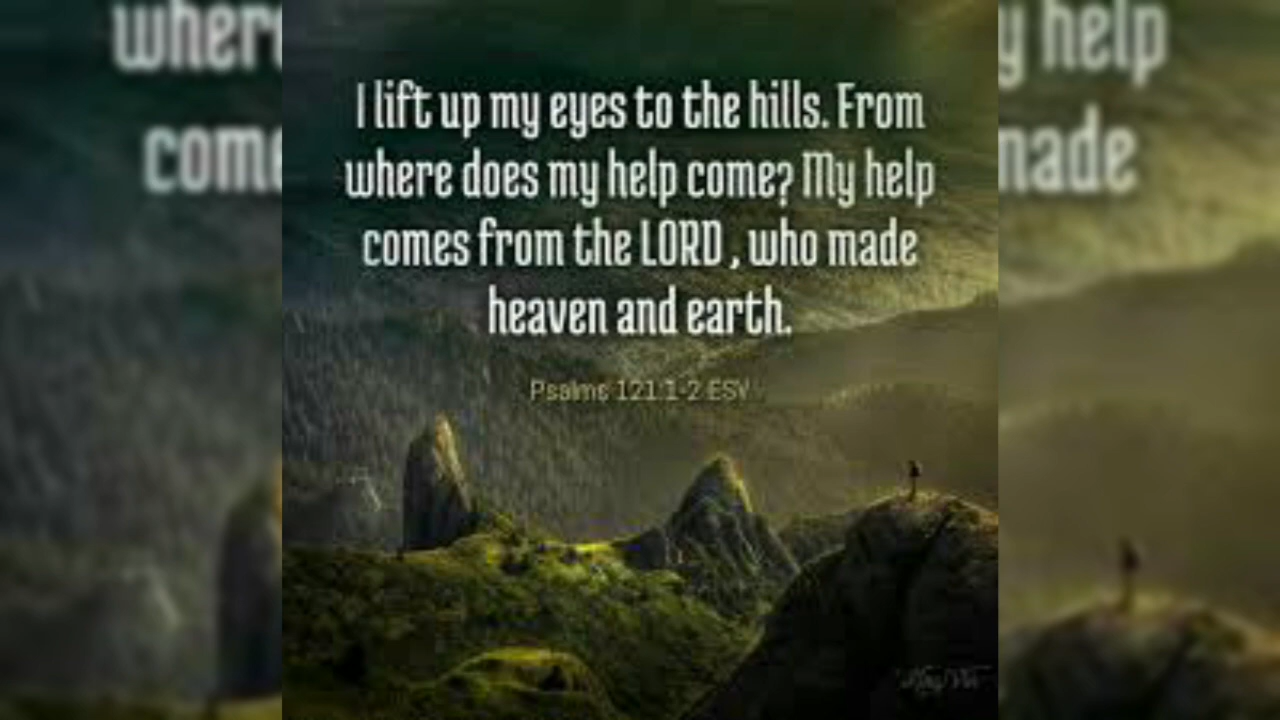 I lift up my eyes to the hills. From
where does my help come? My help
comes from the LORD , who made
heaven and earth.
Psalms 121:1-2 ESV